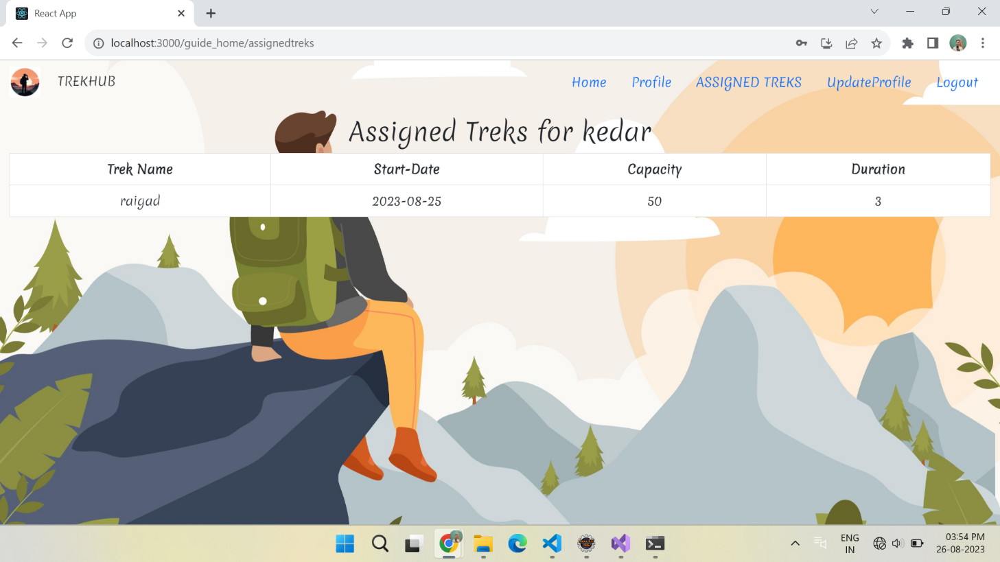 React App
localhost:3000/guide_home/assignedtreks
TREKHUB
Home Profile ASSIGNED TREKS UpdateProfile Logout
Assigned Treks for kedar
Trek Name Start-Date Capacity Duration
raigad 2023-08-25 50 3
ENG
IN
03:54 PM
26-08-2023